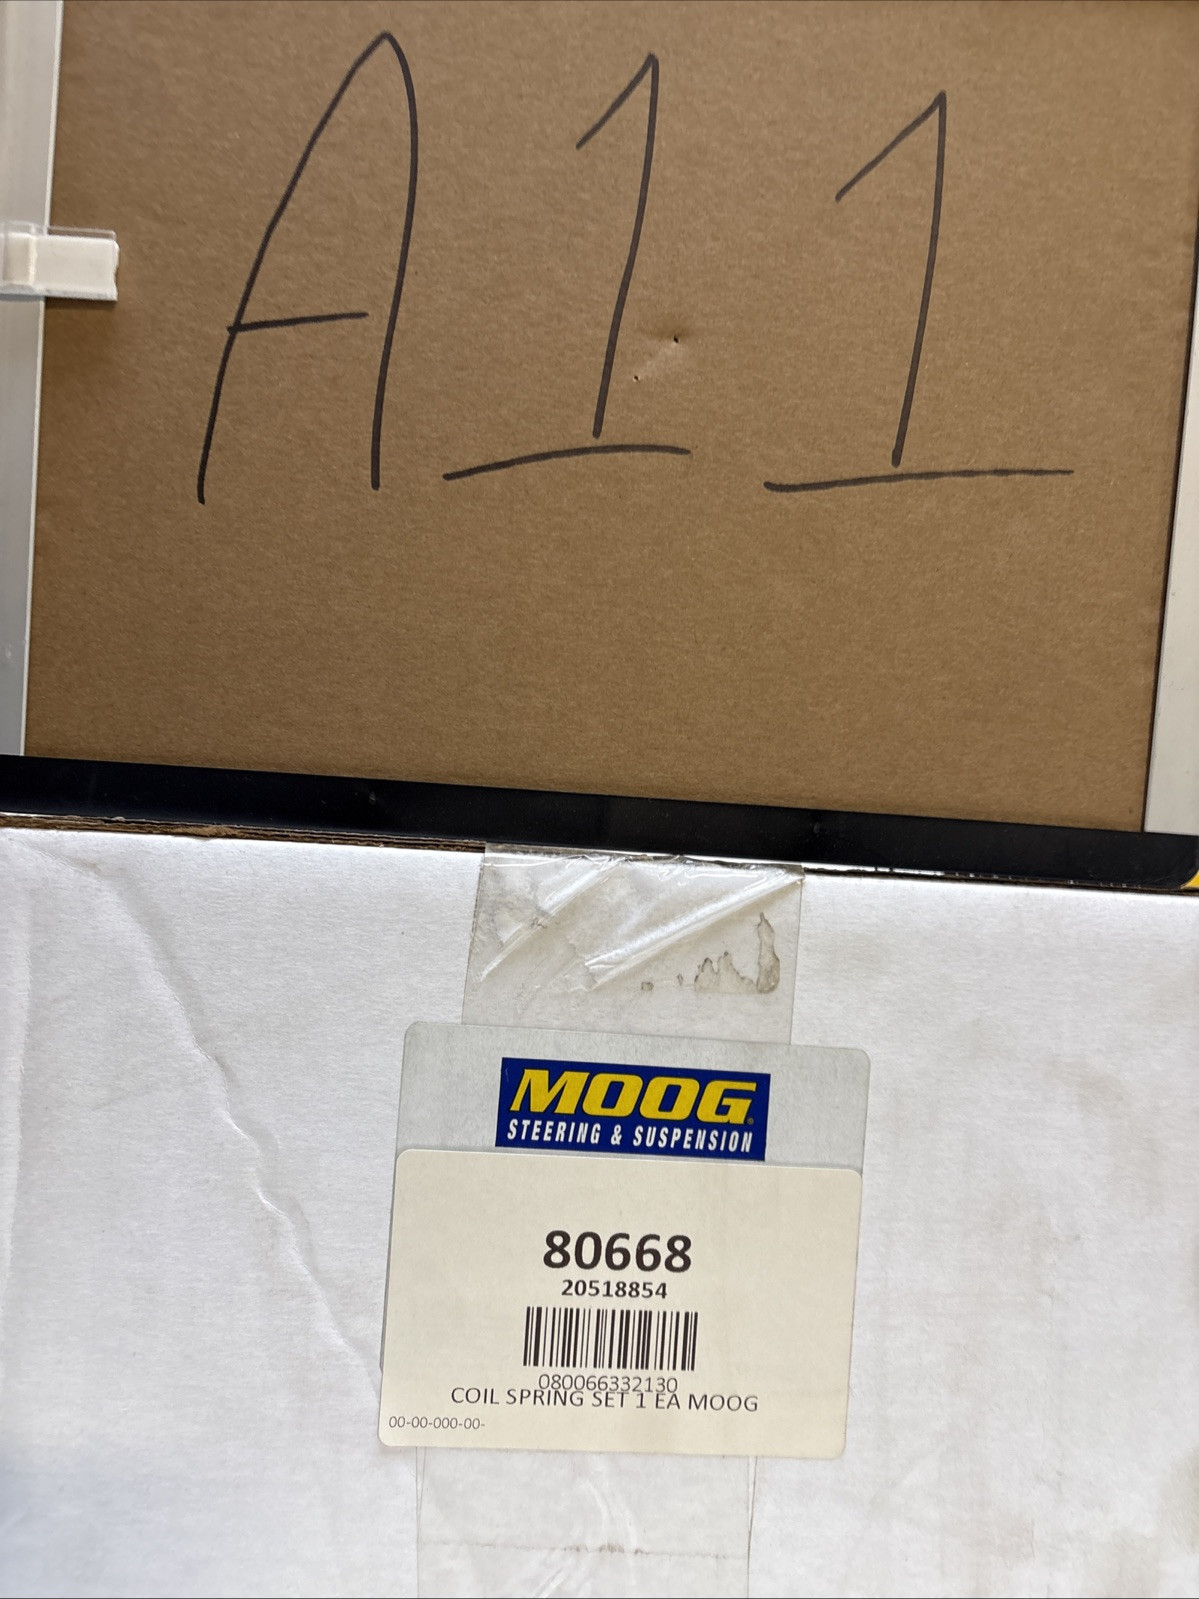 A11
MOOG
STEERING & SUSPENSION
80668
20518854
080066332130
COIL SPRING SET 1 EA MOOG
00-00-000-00-